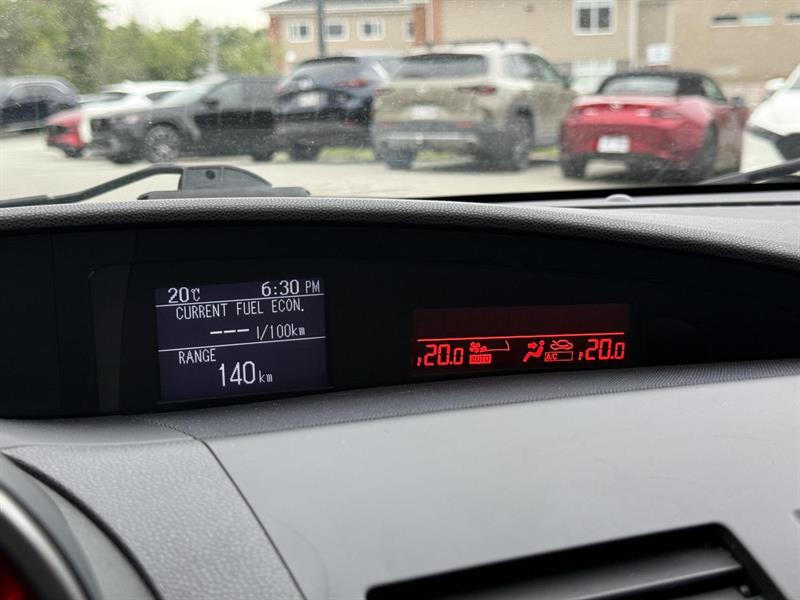 20℃ 6:30 PM
CURRENT FUEL ECON.
--- l/100km
RANGE
140km
20.0 AUTO A/C 20.0